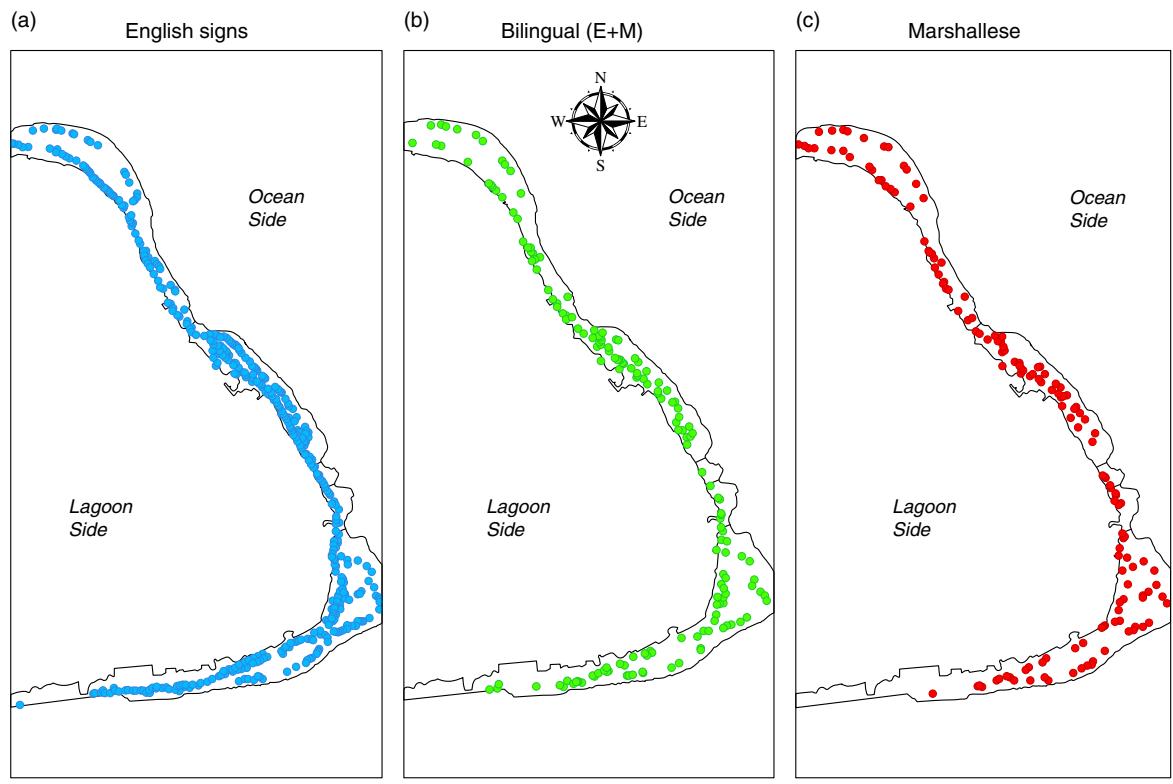 (a)
English signs
Ocean
Side
Lagoon
Side
(b)
Bilingual (E+M)
N
W
E
S
Ocean
Side
Lagoon
Side
(c)
Marshallese
Ocean
Side
Lagoon
Side